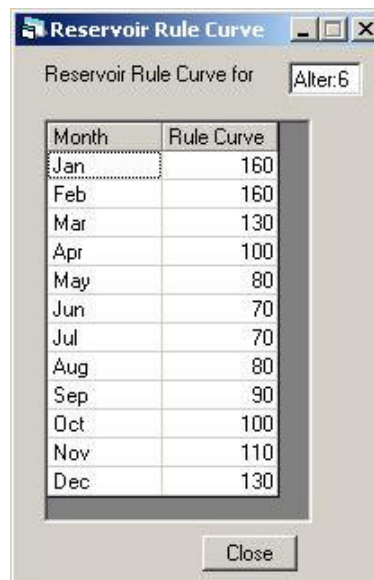 Reservoir Rule Curve
Reservoir Rule Curve for Alter:6
Month Rule Curve
Jan 160
Feb 160
Mar 130
Apr 100
May 80
Jun 70
Jul 70
Aug 80
Sep 90
Oct 100
Nov 110
Dec 130
Close